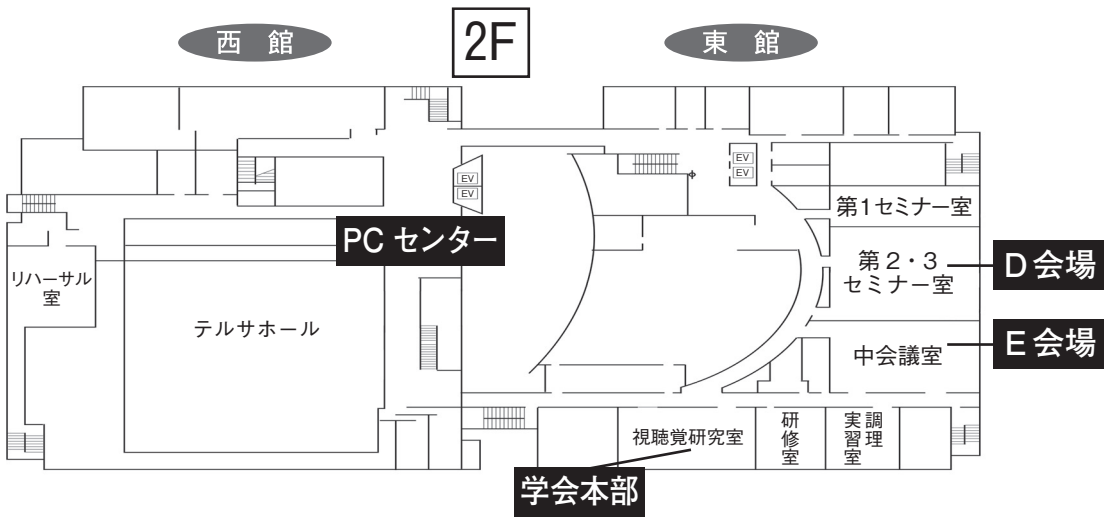 西 館
2F
東 館
EV
EV
EV
EV
第1セミナー室
PC センター
第2・3
セミナー室
D 会場
リハーサル
室
テルサホール
中会議室
E 会場
視聴覚研究室
研修室
調理
実習室
学会本部